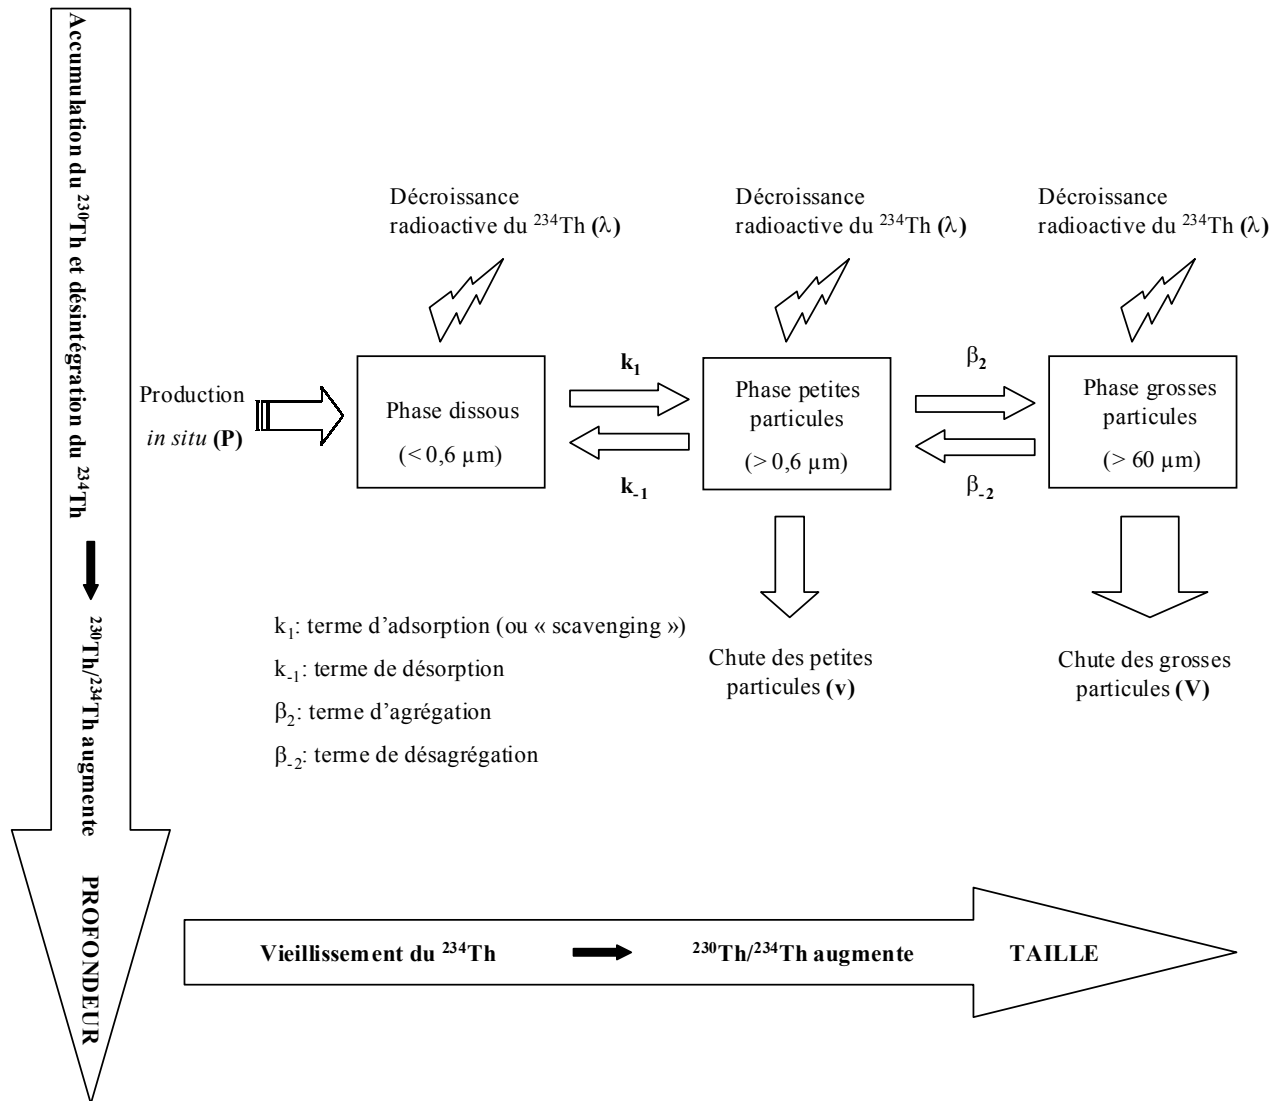 Accumulation du ²³⁰Th et désintégration du ²³⁴Th
²³⁰Th/²³⁴Th augmente
PROFONDEUR
Décroissance
radioactive du ²³⁴Th (λ)
Décroissance
radioactive du ²³⁴Th (λ)
Décroissance
radioactive du ²³⁴Th (λ)
Production
in situ (P)
Phase dissous
(< 0,6 µm)
k₁
k₋₁
Phase petites
particules
(> 0,6 µm)
β₂
β₋₂
Phase grosses
particules
(> 60 µm)
k₁: terme d'adsorption (ou « scavenging »)
k₋₁: terme de désorption
β₂: terme d'agrégation
β₋₂: terme de désagrégation
Chute des petites
particules (v)
Chute des grosses
particules (V)
Vieillissement du ²³⁴Th
²³⁰Th/²³⁴Th augmente
TAILLE